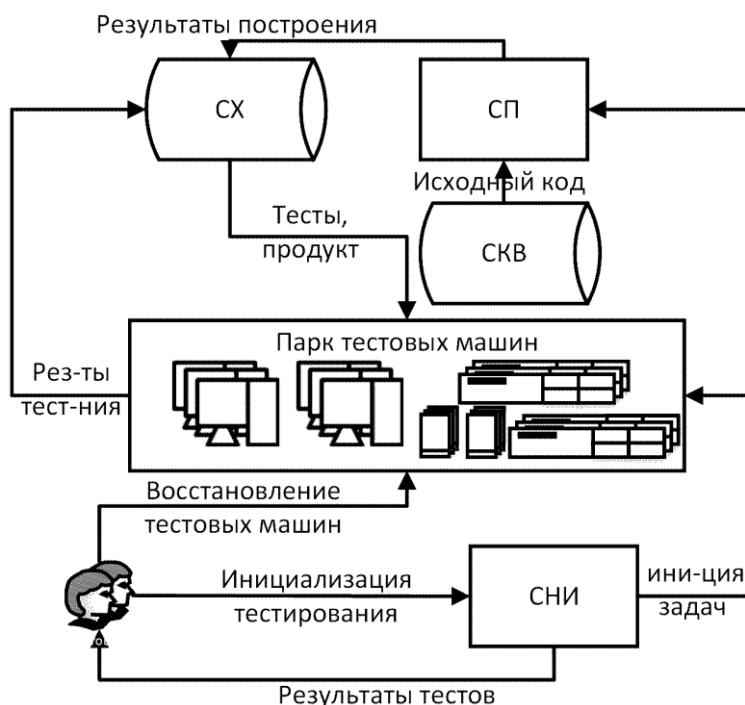 Результаты построения
СХ
СП
Исходный код
Тесты,
продукт
СКВ
Парк тестовых машин
Рез-ты
тест-ния
Восстановление
тестовых машин
Инициализация
тестирования
СНИ
ини-ция
задач
Результаты тестов